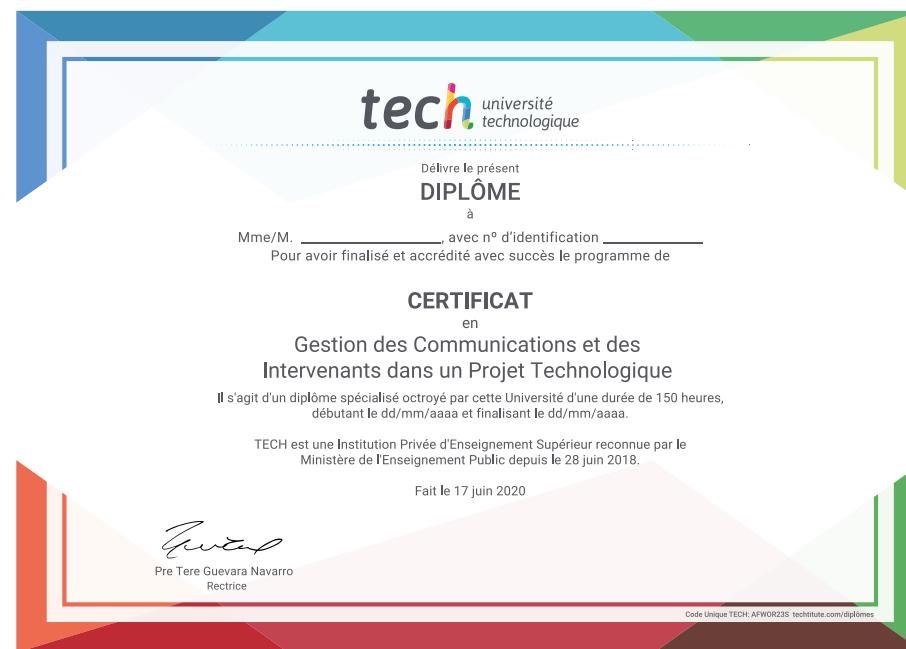 tech université
technologique
Délivre le présent
DIPLÔME
à
Mme/M. ____________________, avec nº d'identification ______________
Pour avoir finalisé et accrédité avec succès le programme de
CERTIFICAT
en
Gestion des Communications et des
Intervenants dans un Projet Technologique
Il s'agit d'un diplôme spécialisé octroyé par cette Université d'une durée de 150 heures,
débutant le dd/mm/aaaa et finalisant le dd/mm/aaaa.
TECH est une Institution Privée d'Enseignement Supérieur reconnue par le
Ministère de l'Enseignement Public depuis le 28 juin 2018.
Fait le 17 juin 2020
Pre Tere Guevara Navarro
Rectrice
Code Unique TECH: AFWOR23S techtitute.com/diplômes